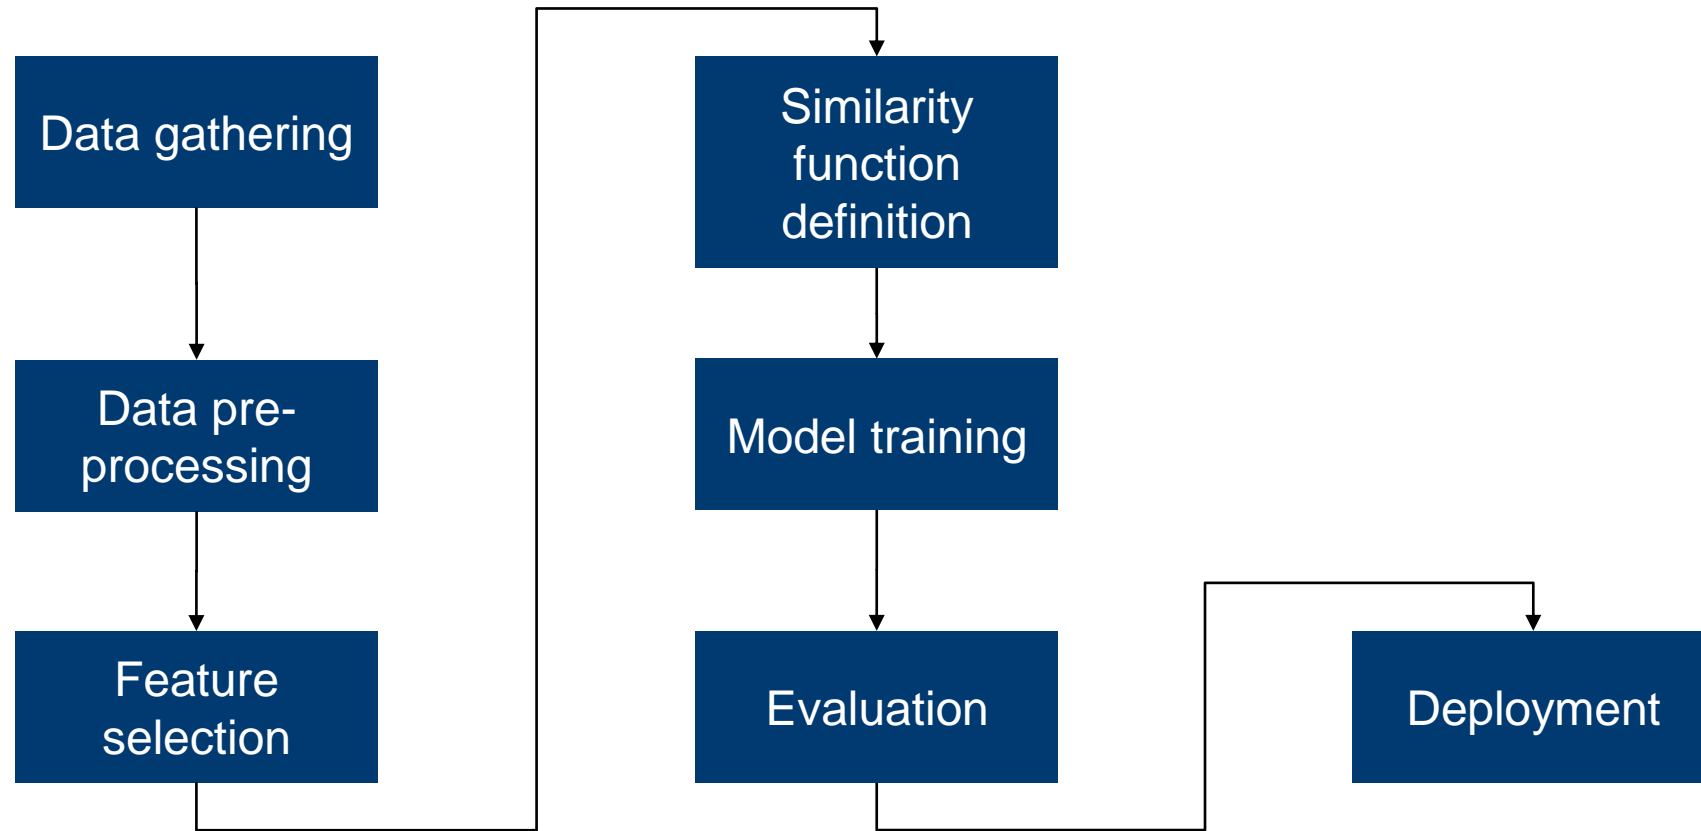 Data gathering
Data pre-
processing
Feature
selection
Similarity
function
definition
Model training
Evaluation
Deployment